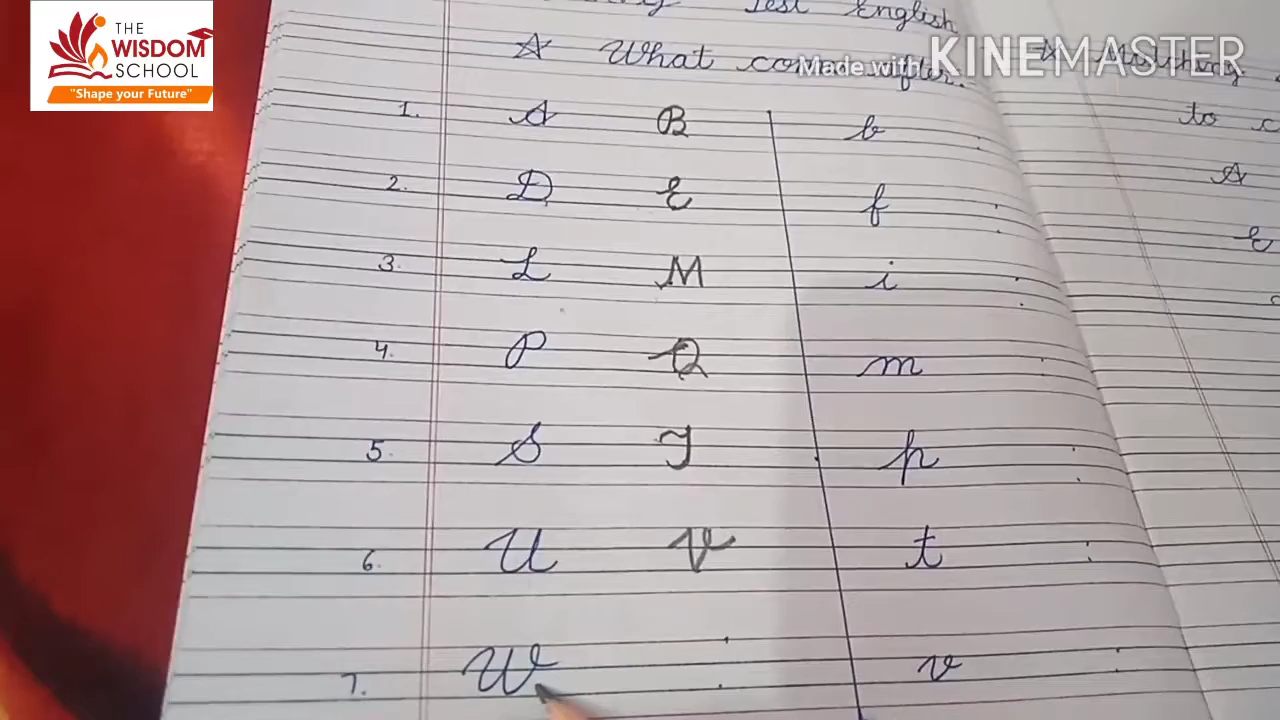 THE
WISDOM
SCHOOL
"Shape your Future"
Made with KINEMASTER
Test English
What comes after.
1. A B b
2. D E f
3. L M i
4. P Q m
5. S T p
6. U V t
7. W v
to
A
E